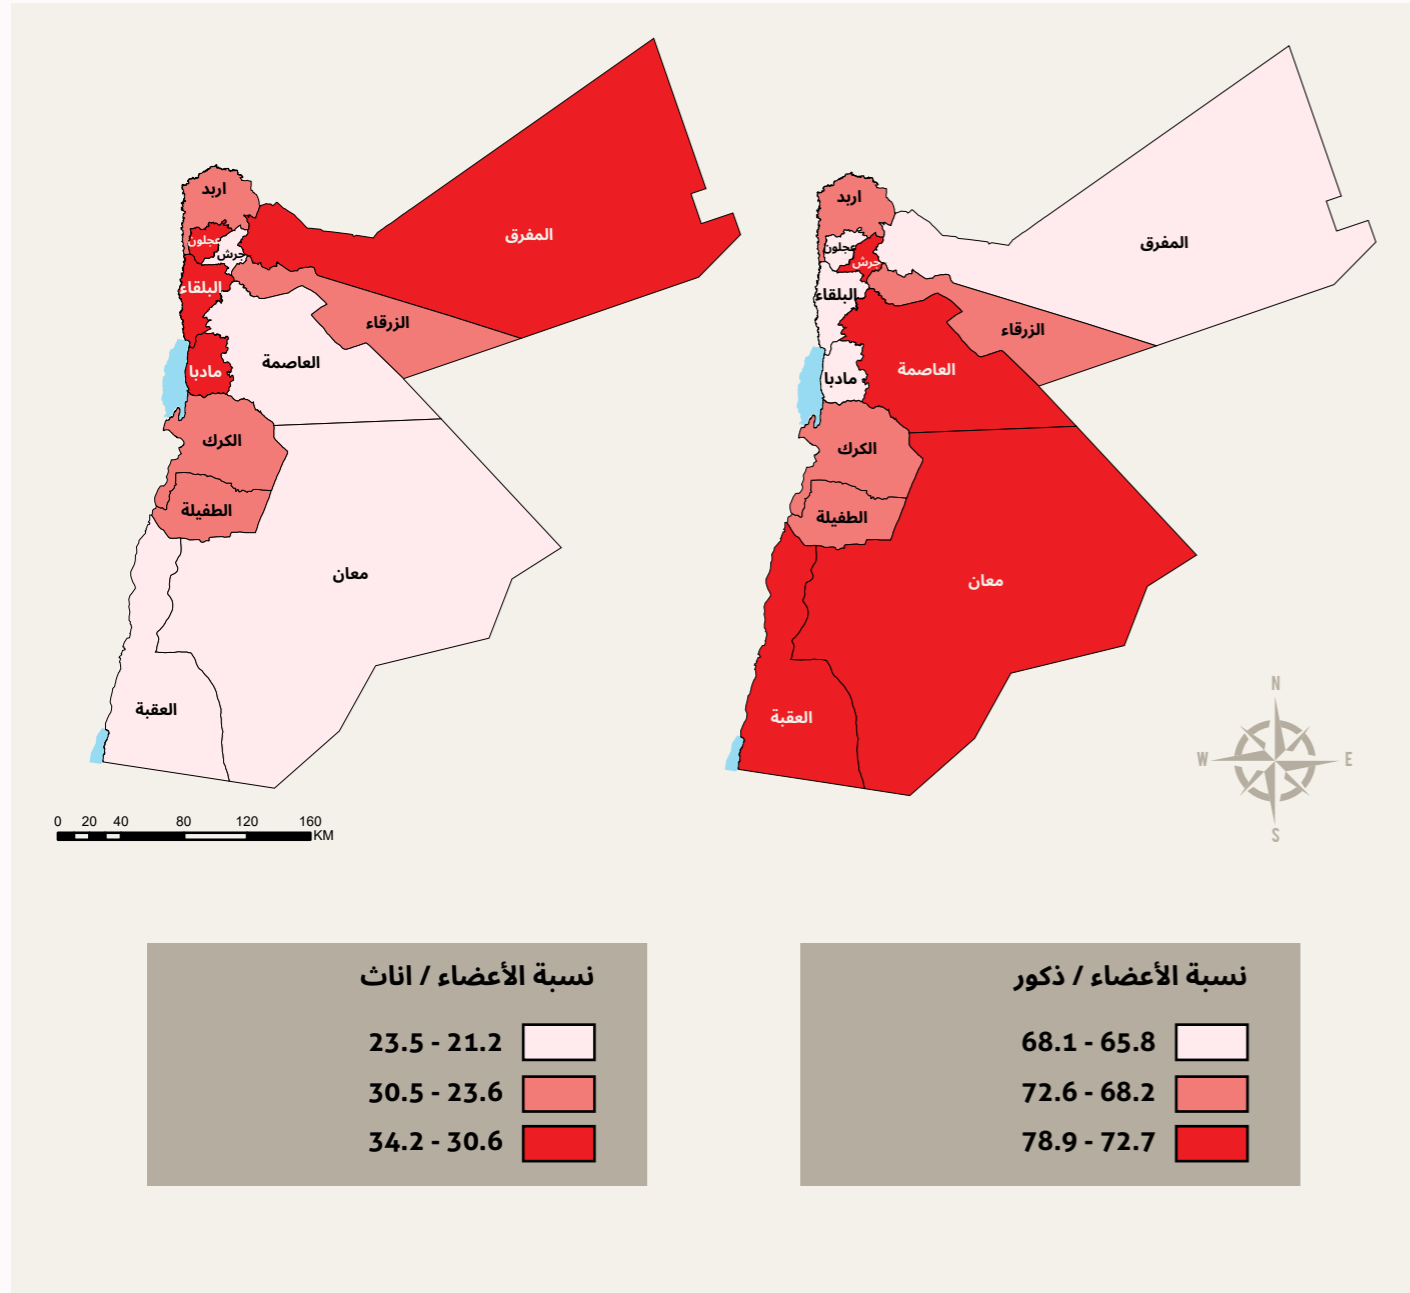 المفرق
اربد
عجلون
جرش
البلقاء
الزرقاء
العاصمة
مادبا
الكرك
الطفيلة
معان
العقبة
المفرق
اربد
عجلون
جرش
البلقاء
الزرقاء
العاصمة
مادبا
الكرك
الطفيلة
معان
العقبة
N
W E
S
0 20 40 80 120 160
KM
نسبة الأعضاء / ذكور
68.1 - 65.8
72.6 - 68.2
78.9 - 72.7
نسبة الأعضاء / اناث
23.5 - 21.2
30.5 - 23.6
34.2 - 30.6